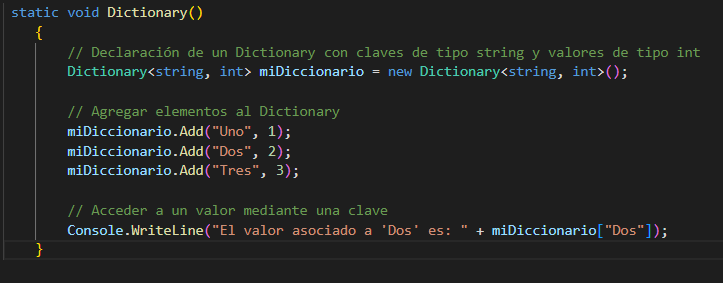 static void Dictionary()
{
// Declaración de un Dictionary con claves de tipo string y valores de tipo int
Dictionary<string, int> miDiccionario = new Dictionary<string, int>();
// Agregar elementos al Dictionary
miDiccionario.Add("Uno", 1);
miDiccionario.Add("Dos", 2);
miDiccionario.Add("Tres", 3);
// Acceder a un valor mediante una clave
Console.WriteLine("El valor asociado a 'Dos' es: " + miDiccionario["Dos"]);
}